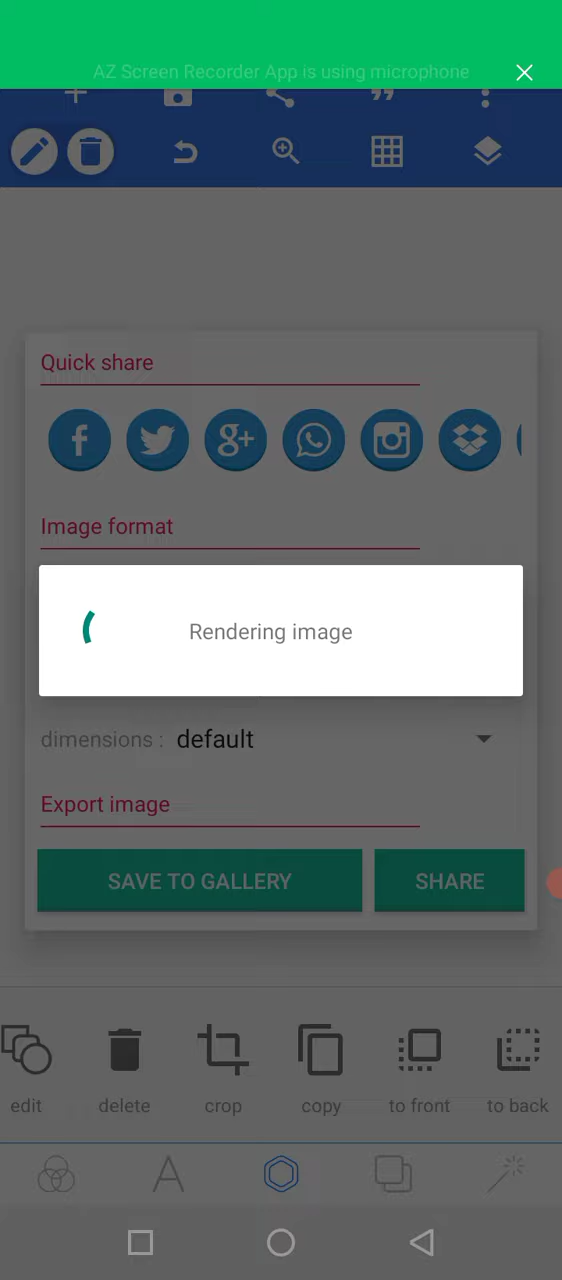 AZ Screen Recorder App is using microphone
Quick share
Image format
Rendering image
dimensions : default
Export image
SAVE TO GALLERY SHARE
edit delete crop copy to front to back